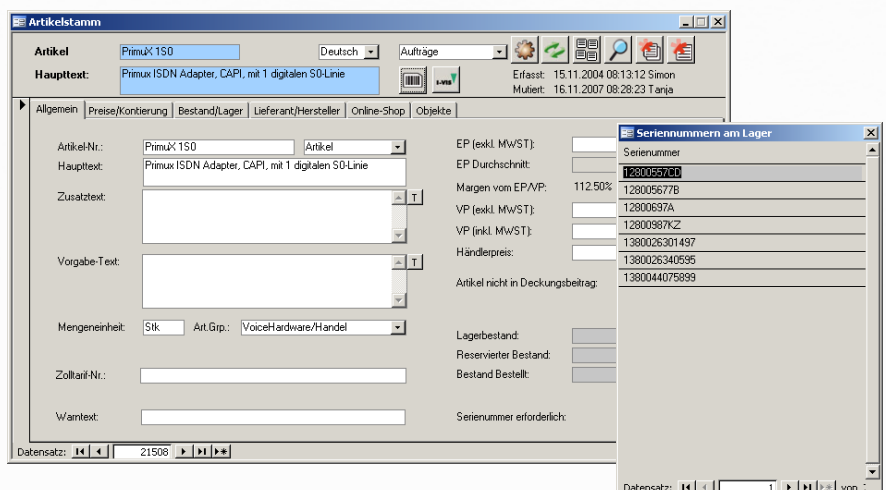 Artikelstamm
Artikel PrimuX 1S0 Deutsch Aufträge
Haupttext: Primux ISDN Adapter, CAPI, mit 1 digitalen S0-Linie
Erfasst: 15.11.2004 08:13:12 Simon
Mutiert: 16.11.2007 08:28:23 Tanja
Allgemein Preise/Kontierung Bestand/Lager Lieferant/Hersteller Online-Shop Objekte
Artikel-Nr.: PrimuX 1S0 Artikel
Haupttext: Primux ISDN Adapter, CAPI, mit 1 digitalen S0-Linie
Zusatztext: T
Vorgabe-Text: T
Mengeneinheit: Stk Art.Grp.: VoiceHardware/Handel
Zolltarif-Nr.:
Warntext:
EP (exkl. MWST):
EP Durchschnitt:
Margen vom EP/VP: 112.50%
VP (exkl. MWST):
VP (inkl. MWST):
Händlerpreis:
Artikel nicht in Deckungsbeitrag:
Lagerbestand:
Reservierter Bestand:
Bestand Bestellt:
Serienummer erforderlich:
Datensatz: 21508
Seriennummern am Lager
Serienummer
12800557CD
128005677B
12800697A
12800987KZ
1380026301497
1380026340595
1380044075899
Datensatz: 1 von